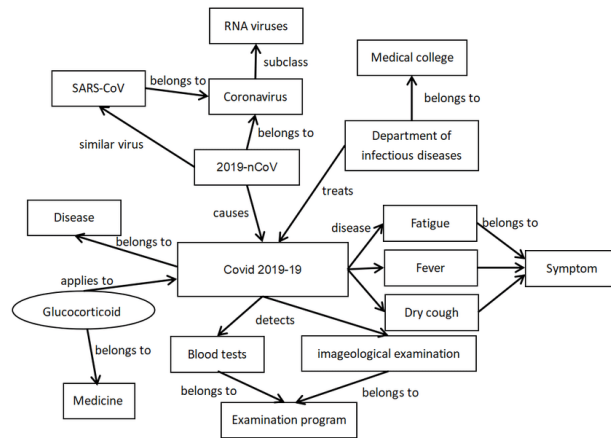 RNA viruses
Medical college
subclass
SARS-CoV
belongs to
Coronavirus
belongs to
similar virus
belongs to
Department of
infectious diseases
2019-nCoV
treats
Disease
causes
disease
Fatigue
belongs to
belongs to
Covid 2019-19
Fever
Symptom
applies to
Glucocorticoid
Dry cough
detects
belongs to
Blood tests
imageological examination
belongs to
belongs to
Medicine
Examination program